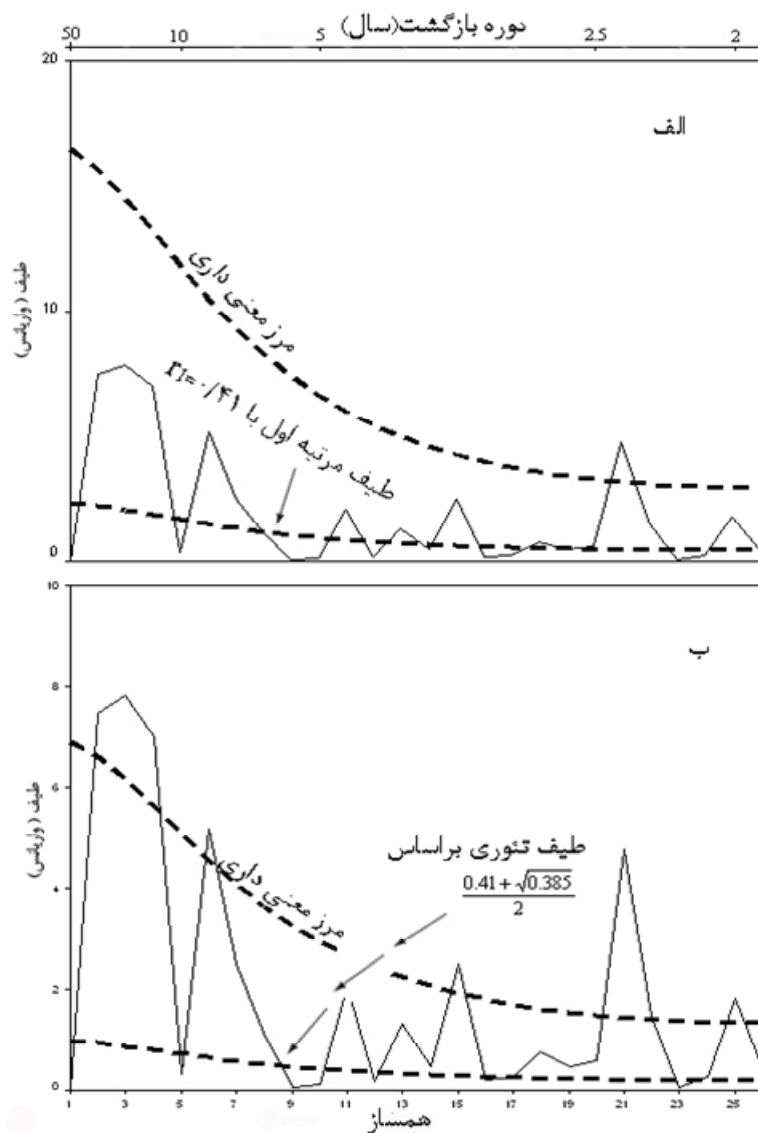 دوره بازگشت(سال)
50 10 5 2.5 2
20
10
0
طیف ( واریانس)
الف
مرز معنی داری
طیف مرتبه اول با r1=۰/۴۱
10
8
6
4
2
0
طیف ( واریانس)
ب
مرز معنی داری
طیف تئوری براساس
0.41 + √0.385
2
1 3 5 7 9 11 13 15 17 19 21 23 25
همساز